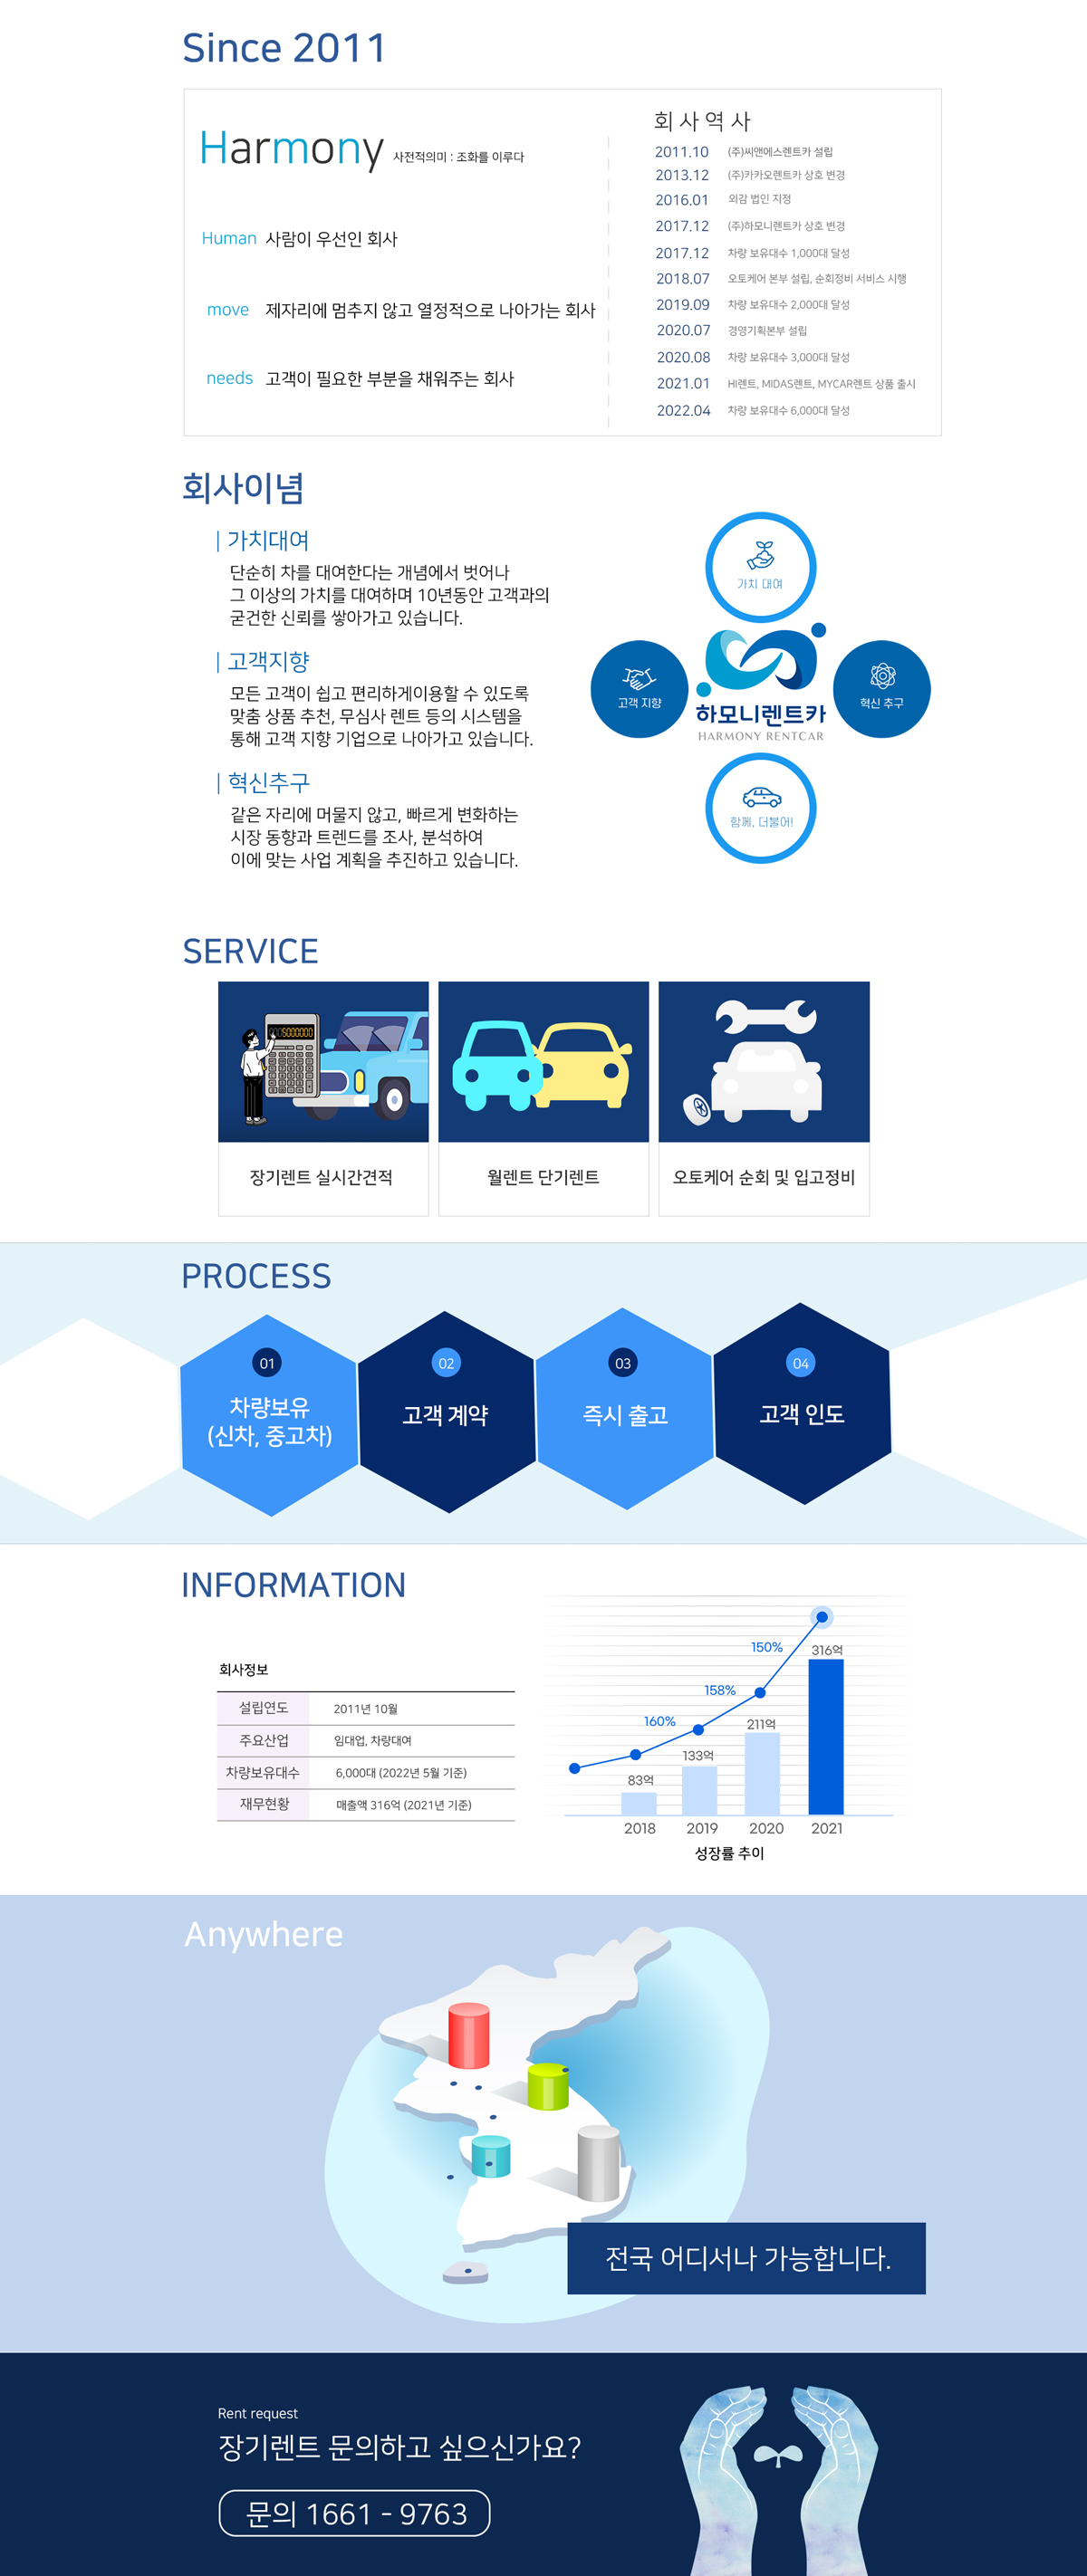 Since 2011
Harmony 사전적의미 : 조화를 이루다
Human 사람이 우선인 회사
move 제자리에 멈추지 않고 열정적으로 나아가는 회사
needs 고객이 필요한 부분을 채워주는 회사
회사역사
2011.10 (주)씨앤에스렌트카 설립
2013.12 (주)카카오렌트카 상호 변경
2016.01 외감 법인 지정
2017.12 (주)하모니렌트카 상호 변경
2017.12 차량 보유대수 1,000대 달성
2018.07 오토케어 본부 설립, 순회정비 서비스 시행
2019.09 차량 보유대수 2,000대 달성
2020.07 경영기획본부 설립
2020.08 차량 보유대수 3,000대 달성
2021.01 HI렌트, MIDAS렌트, MYCAR렌트 상품 출시
2022.04 차량 보유대수 6,000대 달성
회사이념
가치대여
단순히 차를 대여한다는 개념에서 벗어나
그 이상의 가치를 대여하며 10년동안 고객과의
굳건한 신뢰를 쌓아가고 있습니다.
고객지향
모든 고객이 쉽고 편리하게이용할 수 있도록
맞춤 상품 추천, 무심사 렌트 등의 시스템을
통해 고객 지향 기업으로 나아가고 있습니다.
혁신추구
같은 자리에 머물지 않고, 빠르게 변화하는
시장 동향과 트렌드를 조사, 분석하여
이에 맞는 사업 계획을 추진하고 있습니다.
가치 대여
고객 지향
하모니렌트카
HARMONY RENTCAR
혁신 추구
함께, 더불어!
SERVICE
장기렌트 실시간견적
월렌트 단기렌트
오토케어 순회 및 입고정비
PROCESS
01
차량보유
(신차, 중고차)
02
고객 계약
03
즉시 출고
04
고객 인도
INFORMATION
회사정보
설립연도 2011년 10월
주요산업 임대업, 차량대여
차량보유대수 6,000대 (2022년 5월 기준)
재무현황 매출액 316억 (2021년 기준)
150%
316억
158%
160%
211억
133억
83억
2018 2019 2020 2021
성장률 추이
Anywhere
전국 어디서나 가능합니다.
Rent request
장기렌트 문의하고 싶으신가요?
문의 1661 - 9763